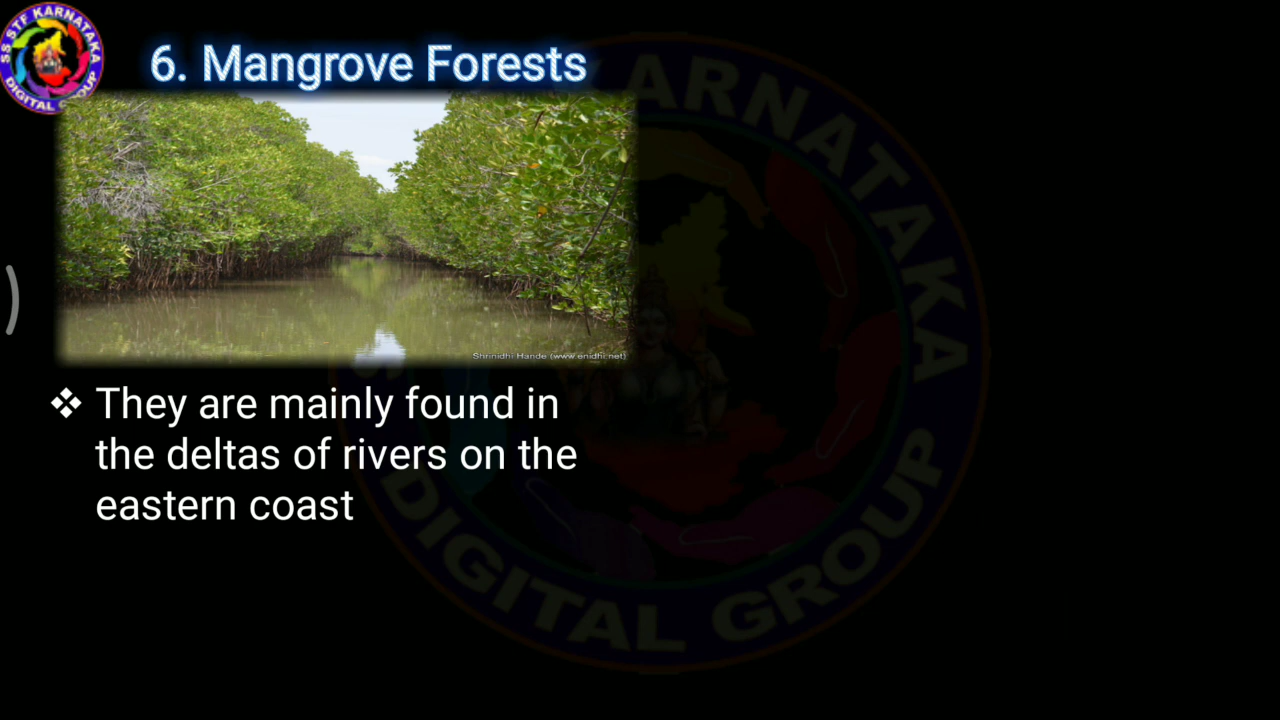 SS STF KARNATAKA
DIGITAL GROUP
6. Mangrove Forests
Shrinidhi Hande (www.enidhi.net)
❖ They are mainly found in
the deltas of rivers on the
eastern coast
KARNATAKA
DIGITAL GROUP